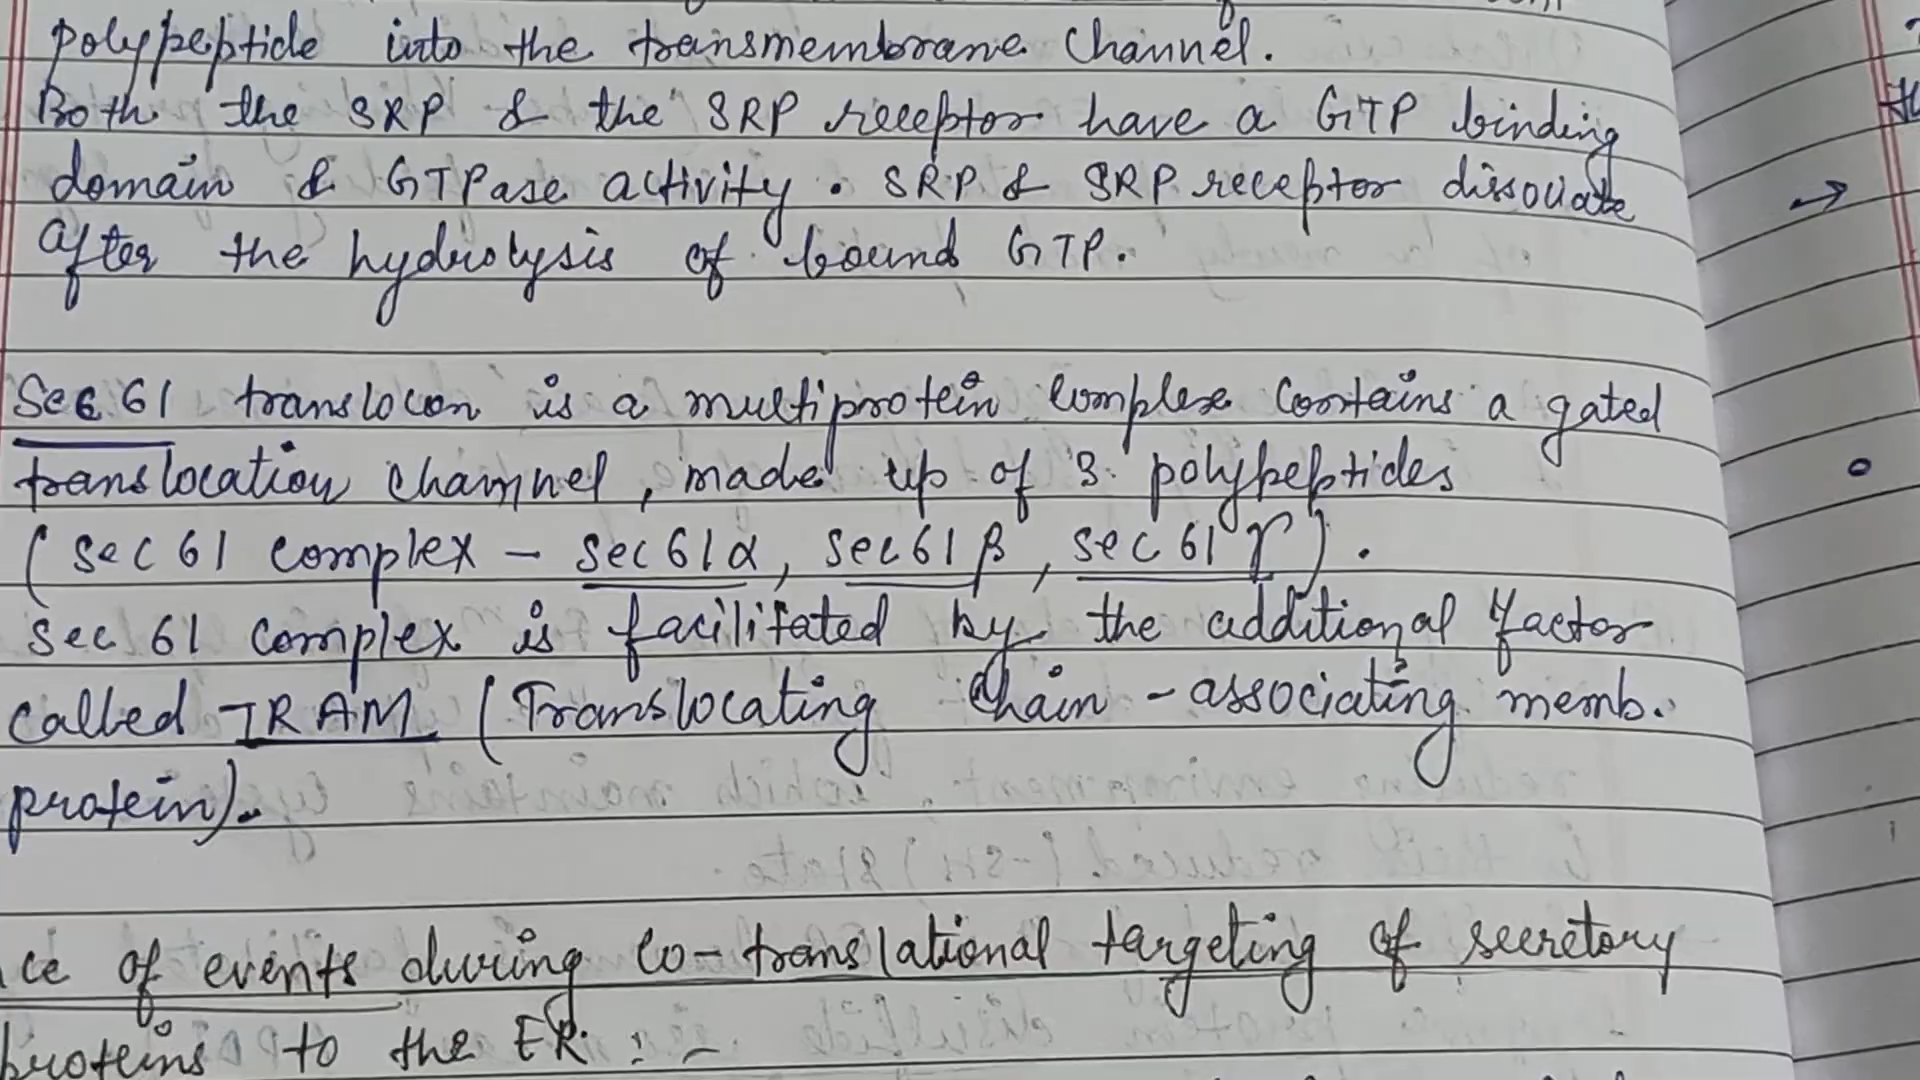 polypeptide into the transmembrane channel.
Both the SRP & the SRP receptor have a GTP binding
domain & GTPase activity. SRP & SRP receptor dissociate
after the hydrolysis of bound GTP.
Sec 61 translocon is a multiprotein complex contains a gated
translocation channel, made up of 3 polypeptides
(sec 61 complex - sec61α, sec61β, sec61γ).
sec 61 complex is facilitated by the additional factor
called TRAM (Translocating chain-associating memb.
protein).
of events during co-translational targeting of secretory
proteins to the ER : -